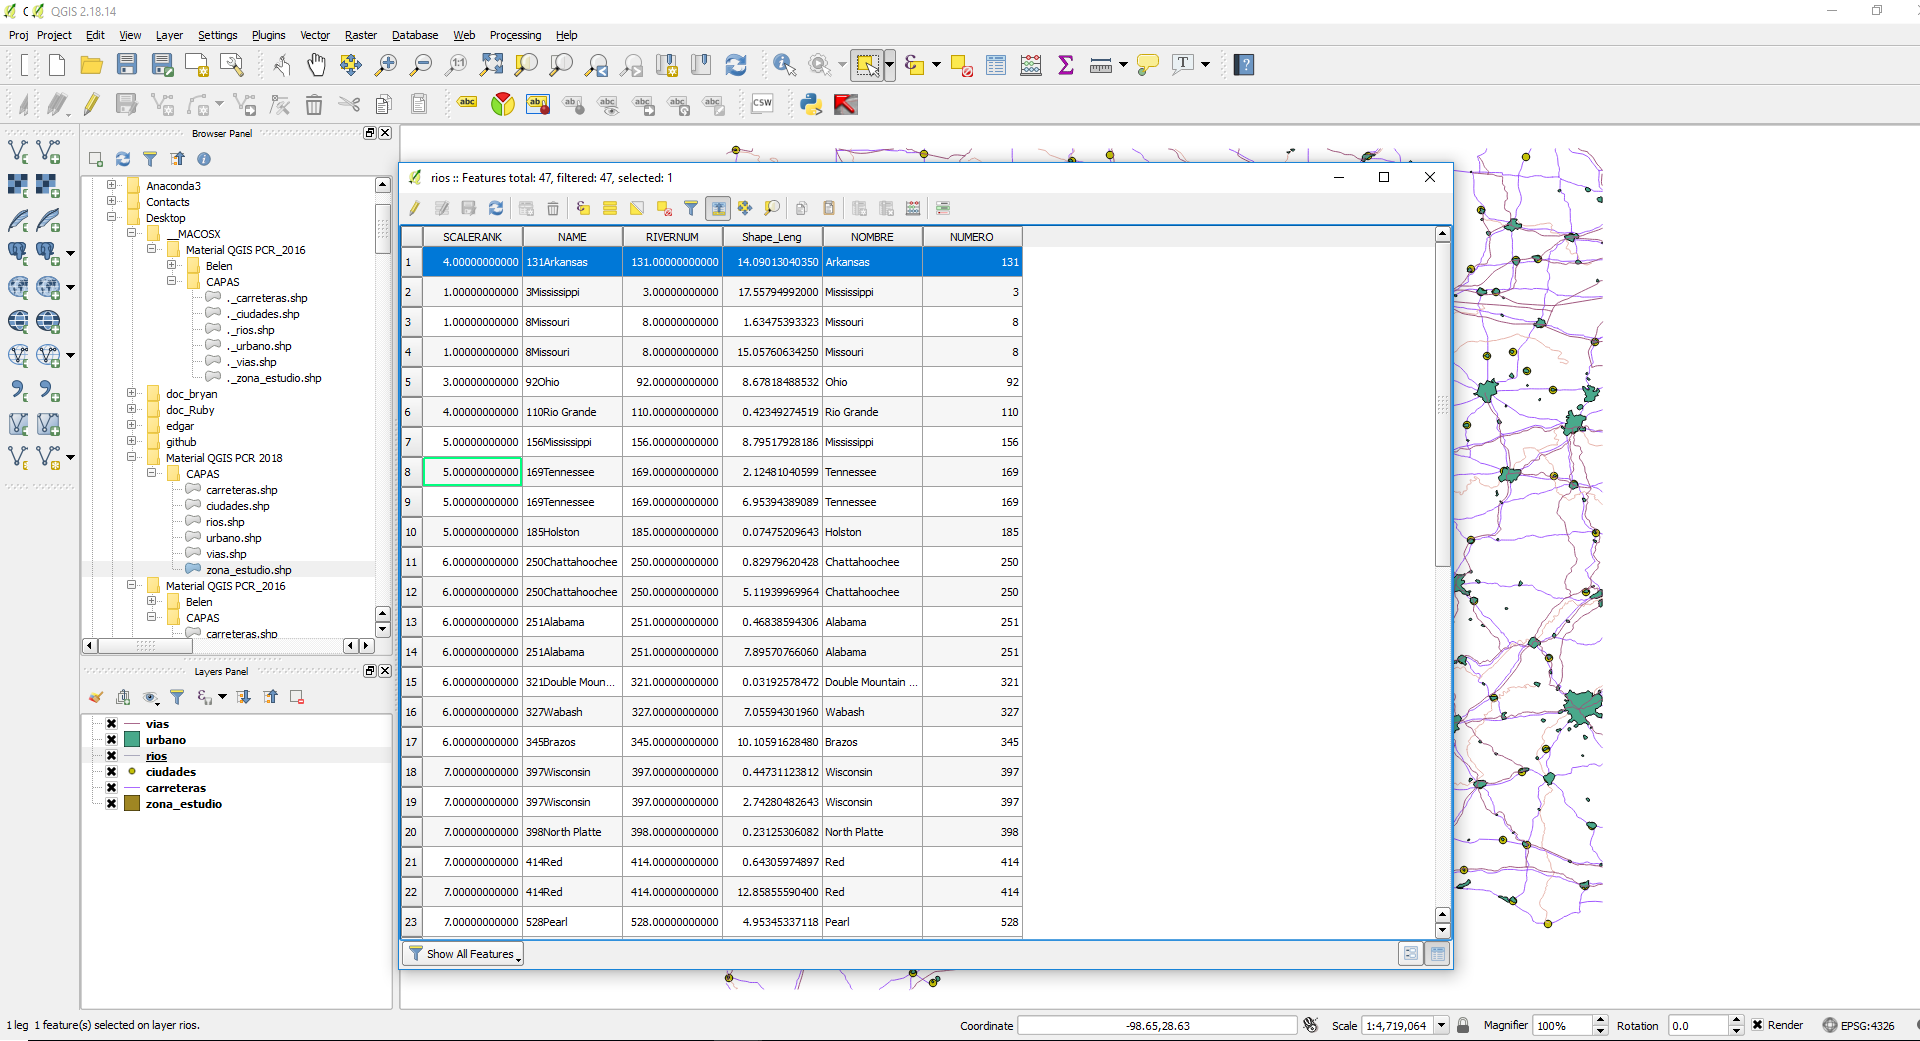 C QGIS 2.18.14
Proj Project Edit View Layer Settings Plugins Vector Raster Database Web Processing Help
Browser Panel
Anaconda3
Contacts
Desktop
__MACOSX
Material QGIS PCR_2016
Belen
CAPAS
._carreteras.shp
._ciudades.shp
._rios.shp
._urbano.shp
._vias.shp
._zona_estudio.shp
doc_bryan
doc_Ruby
edgar
github
Material QGIS PCR 2018
CAPAS
carreteras.shp
ciudades.shp
rios.shp
urbano.shp
vias.shp
zona_estudio.shp
Material QGIS PCR_2016
Belen
CAPAS
carreteras.shp
Layers Panel
vias
urbano
rios
ciudades
carreteras
zona_estudio
rios :: Features total: 47, filtered: 47, selected: 1
SCALERANK NAME RIVERNUM Shape_Leng NOMBRE NUMERO
1 4.00000000000 131Arkansas 131.00000000000 14.09013040350 Arkansas 131
2 1.00000000000 3Mississippi 3.00000000000 17.55794992000 Mississippi 3
3 1.00000000000 8Missouri 8.00000000000 1.63475393323 Missouri 8
4 1.00000000000 8Missouri 8.00000000000 15.05760634250 Missouri 8
5 3.00000000000 92Ohio 92.00000000000 8.67818488532 Ohio 92
6 4.00000000000 110Rio Grande 110.00000000000 0.42349274519 Rio Grande 110
7 5.00000000000 156Mississippi 156.00000000000 8.79517928186 Mississippi 156
8 5.00000000000 169Tennessee 169.00000000000 2.12481040599 Tennessee 169
9 5.00000000000 169Tennessee 169.00000000000 6.95394389089 Tennessee 169
10 5.00000000000 185Holston 185.00000000000 0.07475209643 Holston 185
11 6.00000000000 250Chattahoochee 250.00000000000 0.82979620428 Chattahoochee 250
12 6.00000000000 250Chattahoochee 250.00000000000 5.11939969964 Chattahoochee 250
13 6.00000000000 251Alabama 251.00000000000 0.46838594306 Alabama 251
14 6.00000000000 251Alabama 251.00000000000 7.89570766060 Alabama 251
15 6.00000000000 321Double Moun... 321.00000000000 0.03192578472 Double Mountain ... 321
16 6.00000000000 327Wabash 327.00000000000 7.05594301960 Wabash 327
17 6.00000000000 345Brazos 345.00000000000 10.10591628480 Brazos 345
18 7.00000000000 397Wisconsin 397.00000000000 0.44731123812 Wisconsin 397
19 7.00000000000 397Wisconsin 397.00000000000 2.74280482643 Wisconsin 397
20 7.00000000000 398North Platte 398.00000000000 0.23125306082 North Platte 398
21 7.00000000000 414Red 414.00000000000 0.64305974897 Red 414
22 7.00000000000 414Red 414.00000000000 12.85855590400 Red 414
23 7.00000000000 528Pearl 528.00000000000 4.95345337118 Pearl 528
Show All Features
1 leg 1 feature(s) selected on layer rios. Coordinate -98.65,28.63 Scale 1:4,719,064 Magnifier 100% Rotation 0.0 Render EPSG:4326